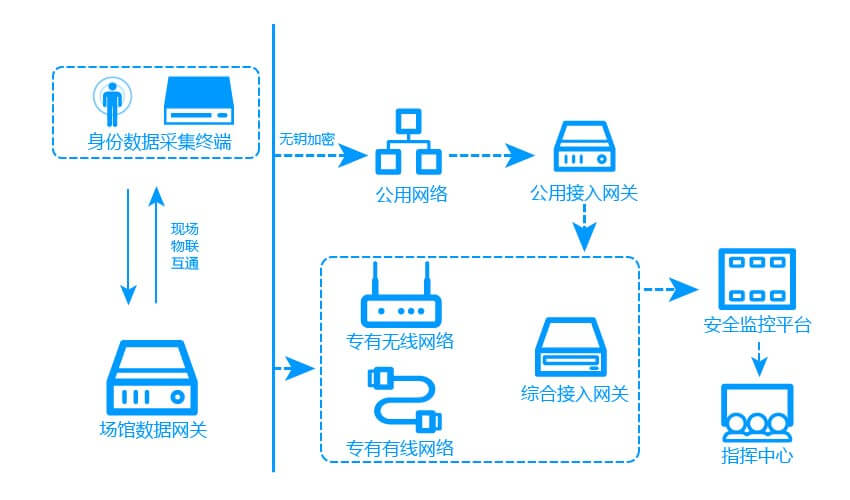 身份数据采集终端
无钥加密
公用网络
公用接入网关
现场
物联
互通
专有无线网络
安全监控平台
综合接入网关
场馆数据网关
专有有线网络
指挥中心